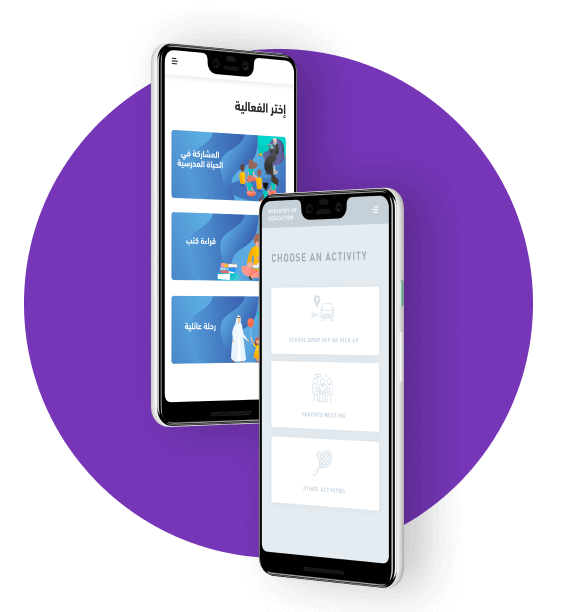 إختر الفعالية
المشاركة في
الحياة المدرسية
قراءة كتب
رحلة عائلية
MINISTRY OF
EDUCATION
CHOOSE AN ACTIVITY
SCHOOL DROP OFF OR PICK UP
PARENTS MEETING
OTHER ACTIVITIES